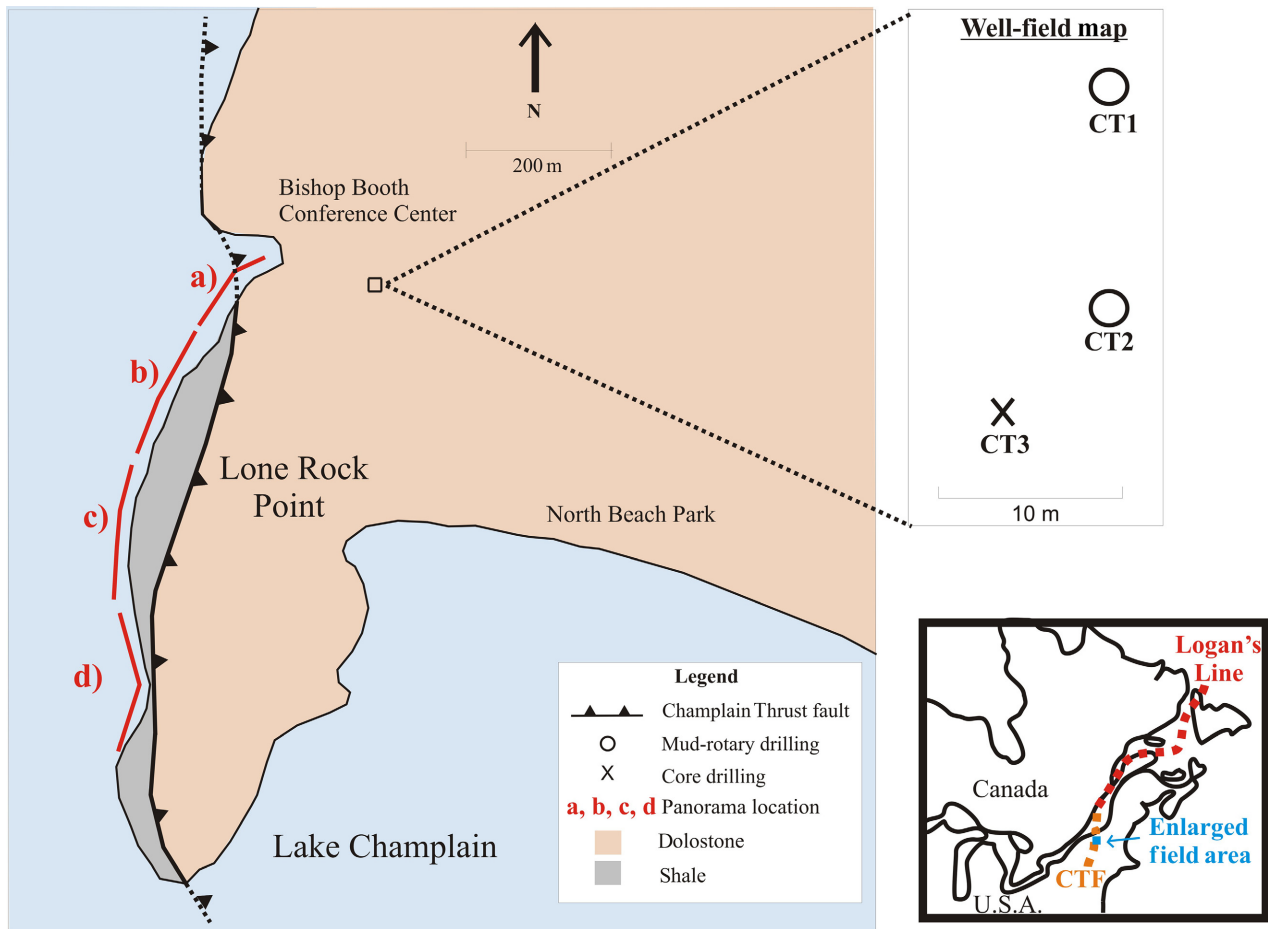 N
200 m
Bishop Booth
Conference Center
a)
b)
c)
d)
Lone Rock
Point
North Beach Park
Lake Champlain
Legend
Champlain Thrust fault
Mud-rotary drilling
Core drilling
a, b, c, d Panorama location
Dolostone
Shale
Well-field map
CT1
CT2
CT3
10 m
Logan's
Line
Canada
Enlarged
field area
CTF
U.S.A.